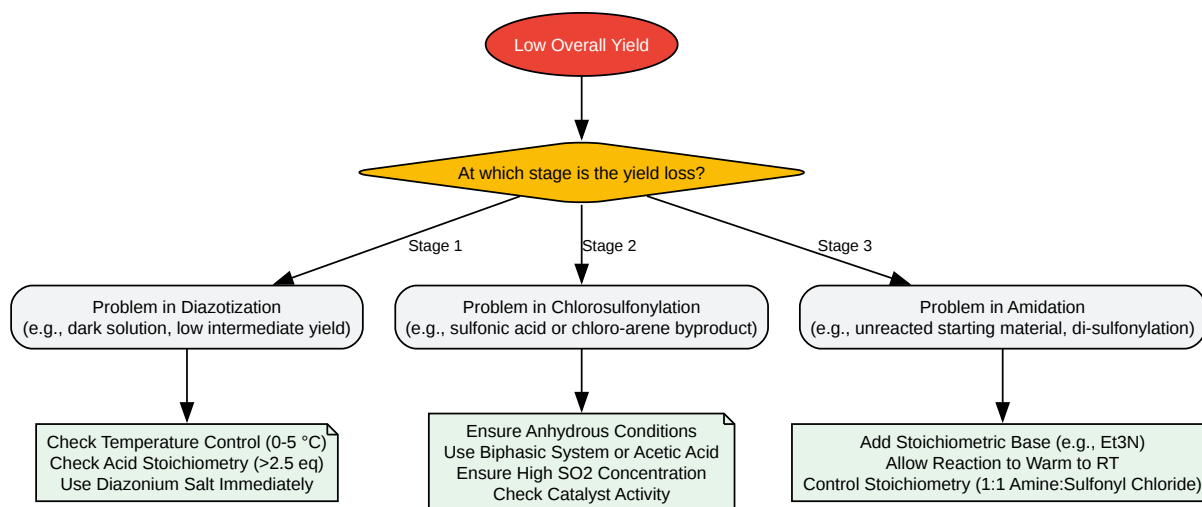 Low Overall Yield
At which stage is the yield loss?
Stage 1
Stage 2
Stage 3
Problem in Diazotization
(e.g., dark solution, low intermediate yield)
Problem in Chlorosulfonylation
(e.g., sulfonic acid or chloro-arene byproduct)
Problem in Amidation
(e.g., unreacted starting material, di-sulfonylation)
Check Temperature Control (0-5 °C)
Check Acid Stoichiometry (>2.5 eq)
Use Diazonium Salt Immediately
Ensure Anhydrous Conditions
Use Biphasic System or Acetic Acid
Ensure High SO2 Concentration
Check Catalyst Activity
Add Stoichiometric Base (e.g., Et3N)
Allow Reaction to Warm to RT
Control Stoichiometry (1:1 Amine:Sulfonyl Chloride)